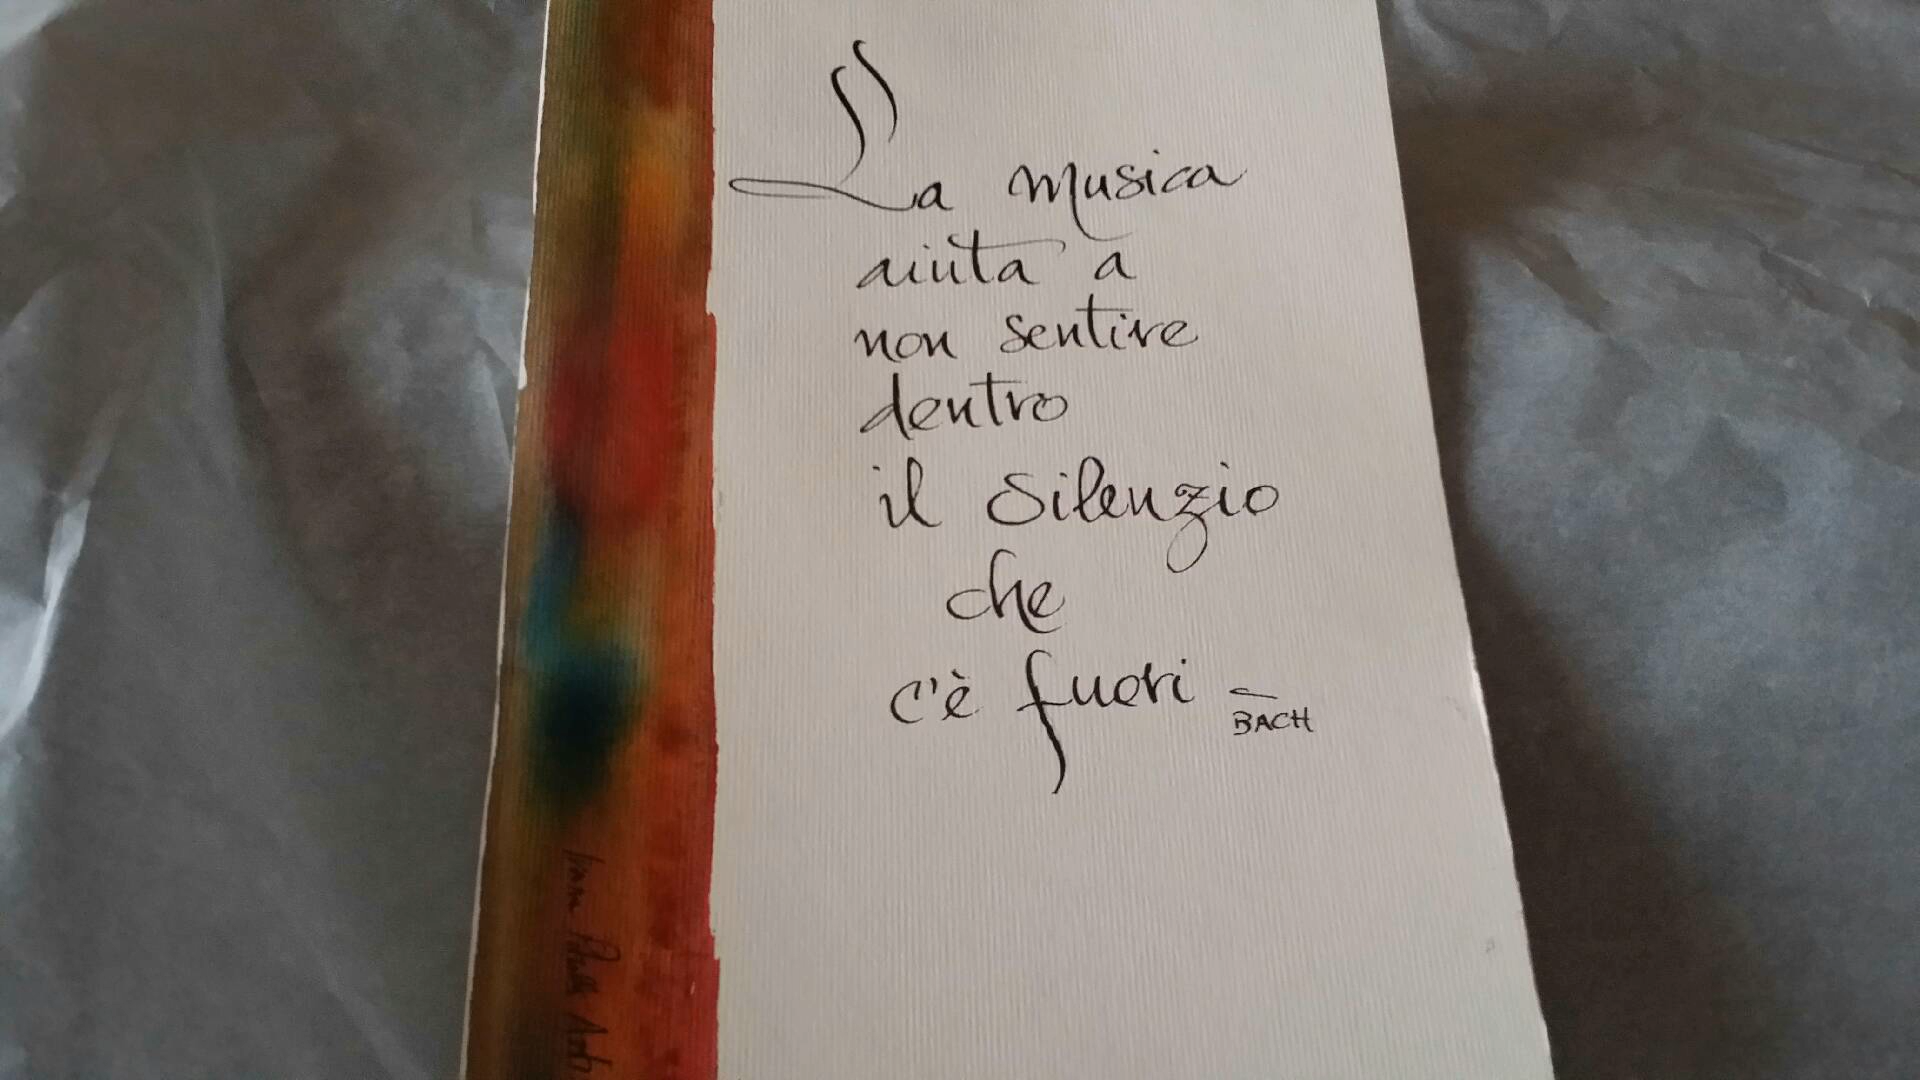 La musica
aiuta a
non sentire
dentro
il silenzio
che
c'è fuori –
BACH